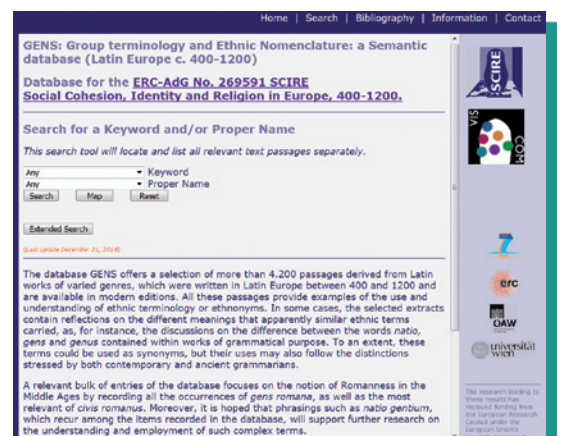 Home | Search | Bibliography | Information | Contact
GENS: Group terminology and Ethnic Nomenclature: a Semantic
database (Latin Europe c. 400-1200)
Database for the ERC-AdG No. 269591 SCIRE
Social Cohesion, Identity and Religion in Europe, 400-1200.
Search for a Keyword and/or Proper Name
This search tool will locate and list all relevant text passages separately.
Any Keyword
Any Proper Name
Search Map Reset
Extended Search
(Last update December 21, 2018)
The database GENS offers a selection of more than 4.200 passages derived from Latin
works of varied genres, which were written in Latin Europe between 400 and 1200 and
are available in modern editions. All these passages provide examples of the use and
understanding of ethnic terminology or ethnonyms. In some cases, the selected extracts
contain reflections on the different meanings that apparently similar ethnic terms
carried, as, for instance, the discussions on the difference between the words natio,
gens and genus contained within works of grammatical purpose. To an extent, these
terms could be used as synonyms, but their uses may also follow the distinctions
stressed by both contemporary and ancient grammarians.
A relevant bulk of entries of the database focuses on the notion of Romanness in the
Middle Ages by recording all the occurrences of gens romana, as well as the most
relevant of civis romanus. Moreover, it is hoped that phrasings such as natio gentium,
which recur among the items recorded in the database, will support further research on
the understanding and employment of such complex terms.
SCIRE
VIS
COM
7
erc
ÖAW
universität
wien
The research leading to
these results has
received funding from
the European Research
Council under the
European Union's